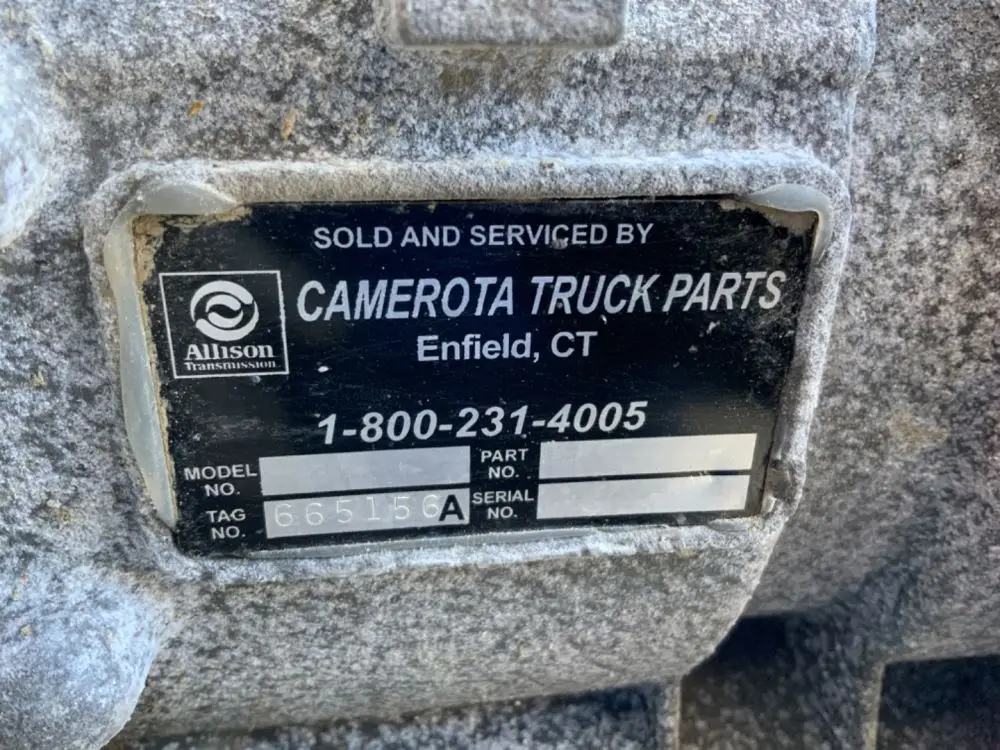 SOLD AND SERVICED BY
CAMEROTA TRUCK PARTS
Enfield, CT
Allison
Transmission
1-800-231-4005
MODEL NO.
PART NO.
TAG NO. 665156A
SERIAL NO.